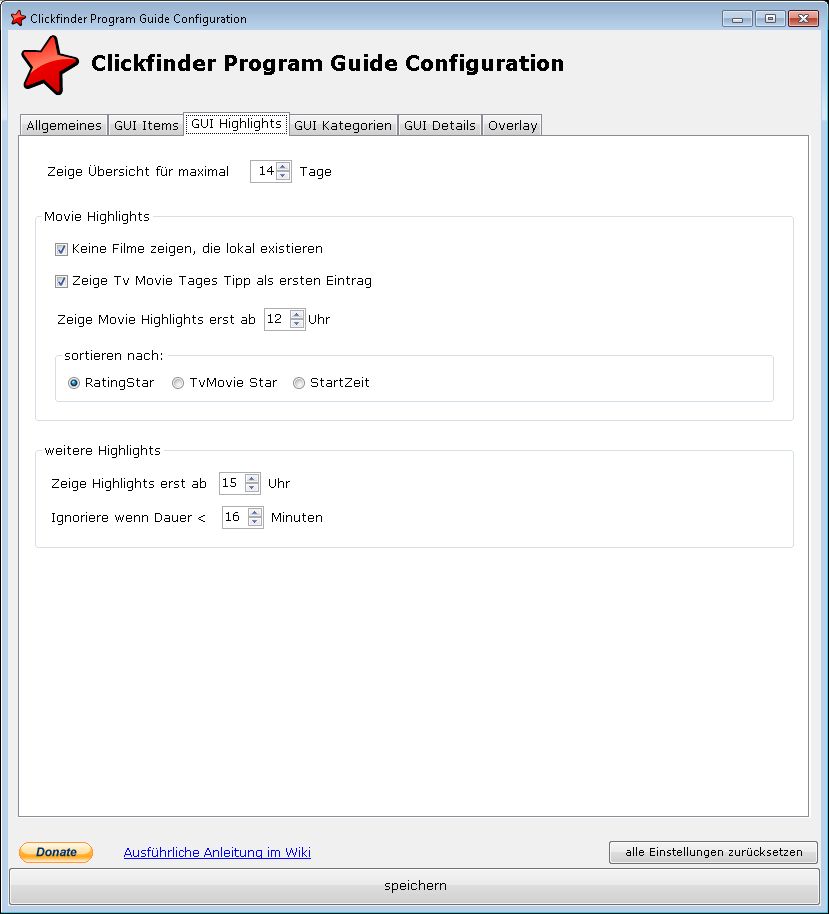 Clickfinder Program Guide Configuration
Clickfinder Program Guide Configuration
Allgemeines GUI Items GUI Highlights GUI Kategorien GUI Details Overlay
Zeige Übersicht für maximal 14 Tage
Movie Highlights
Keine Filme zeigen, die lokal existieren
Zeige Tv Movie Tages Tipp als ersten Eintrag
Zeige Movie Highlights erst ab 12 Uhr
sortieren nach:
RatingStar TvMovie Star StartZeit
weitere Highlights
Zeige Highlights erst ab 15 Uhr
Ignoriere wenn Dauer < 16 Minuten
Donate Ausführliche Anleitung im Wiki alle Einstellungen zurücksetzen
speichern